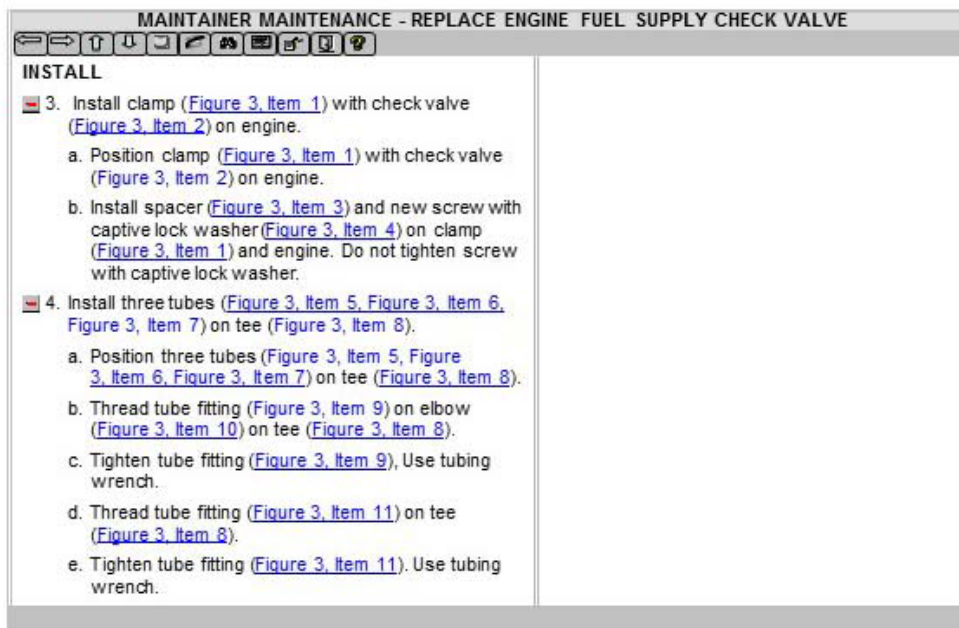 MAINTAINER MAINTENANCE - REPLACE ENGINE FUEL SUPPLY CHECK VALVE
INSTALL
3. Install clamp (Figure 3, Item 1) with check valve
(Figure 3, Item 2) on engine.
a. Position clamp (Figure 3, Item 1) with check valve
(Figure 3, Item 2) on engine.
b. Install spacer (Figure 3, Item 3) and new screw with
captive lock washer (Figure 3, Item 4) on clamp
(Figure 3, Item 1) and engine. Do not tighten screw
with captive lock washer.
4. Install three tubes (Figure 3, Item 5, Figure 3, Item 6,
Figure 3, Item 7) on tee (Figure 3, Item 8).
a. Position three tubes (Figure 3, Item 5, Figure
3, Item 6, Figure 3, Item 7) on tee (Figure 3, Item 8).
b. Thread tube fitting (Figure 3, Item 9) on elbow
(Figure 3, Item 10) on tee (Figure 3, Item 8).
c. Tighten tube fitting (Figure 3, Item 9), Use tubing
wrench.
d. Thread tube fitting (Figure 3, Item 11) on tee
(Figure 3, Item 8).
e. Tighten tube fitting (Figure 3, Item 11). Use tubing
wrench.